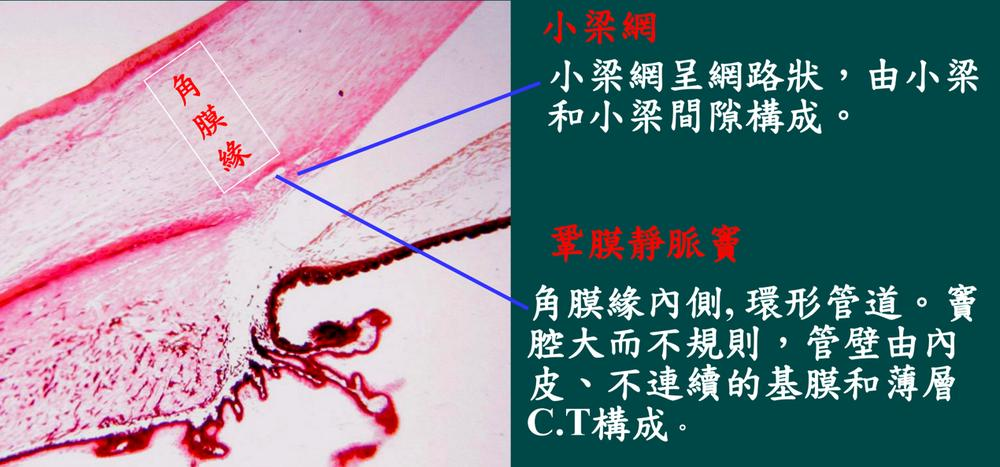 角膜緣
小梁網
小梁網呈網路狀，由小梁
和小梁間隙構成。
鞏膜靜脈竇
角膜緣內側, 環形管道。竇
腔大而不規則，管壁由內
皮、不連續的基膜和薄層
C.T構成。